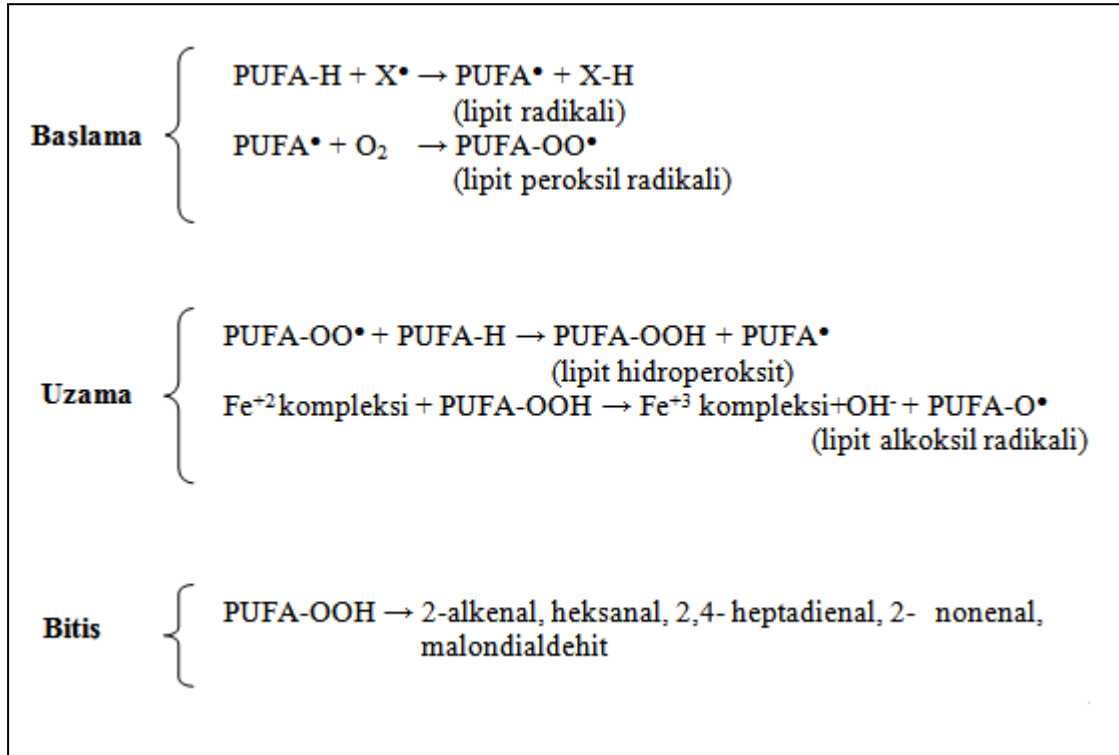 PUFA-H + X• → PUFA• + X-H
(lipit radikali)
Başlama
PUFA• + O₂ → PUFA-OO•
(lipit peroksil radikali)
PUFA-OO• + PUFA-H → PUFA-OOH + PUFA•
(lipit hidroperoksit)
Uzama
Fe⁺² kompleksi + PUFA-OOH → Fe⁺³ kompleksi+OH⁻ + PUFA-O•
(lipit alkoksil radikali)
Bitis
PUFA-OOH → 2-alkenal, heksanal, 2,4- heptadienal, 2- nonenal,
malondialdehit